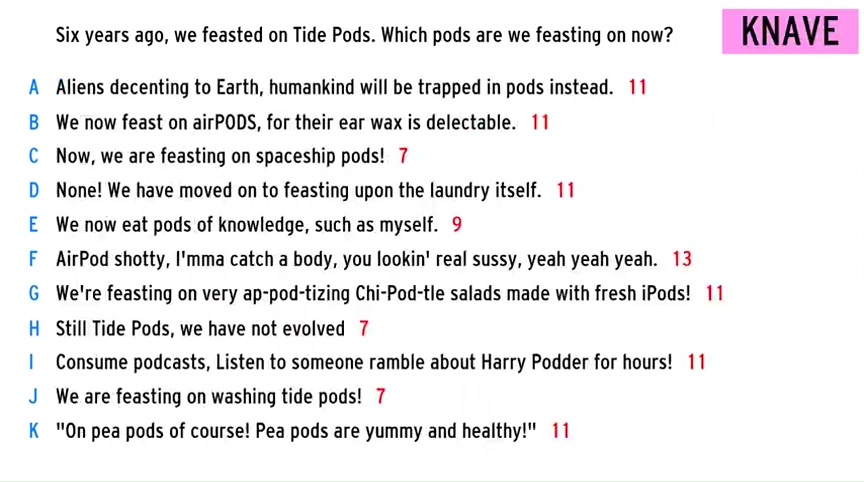 Six years ago, we feasted on Tide Pods. Which pods are we feasting on now?
KNAVE
A Aliens decenting to Earth, humankind will be trapped in pods instead. 11
B We now feast on airPODS, for their ear wax is delectable. 11
C Now, we are feasting on spaceship pods! 7
D None! We have moved on to feasting upon the laundry itself. 11
E We now eat pods of knowledge, such as myself. 9
F AirPod shotty, I'mma catch a body, you lookin' real sussy, yeah yeah yeah. 13
G We're feasting on very ap-pod-tizing Chi-Pod-tle salads made with fresh iPods! 11
H Still Tide Pods, we have not evolved 7
I Consume podcasts, Listen to someone ramble about Harry Podder for hours! 11
J We are feasting on washing tide pods! 7
K "On pea pods of course! Pea pods are yummy and healthy!" 11